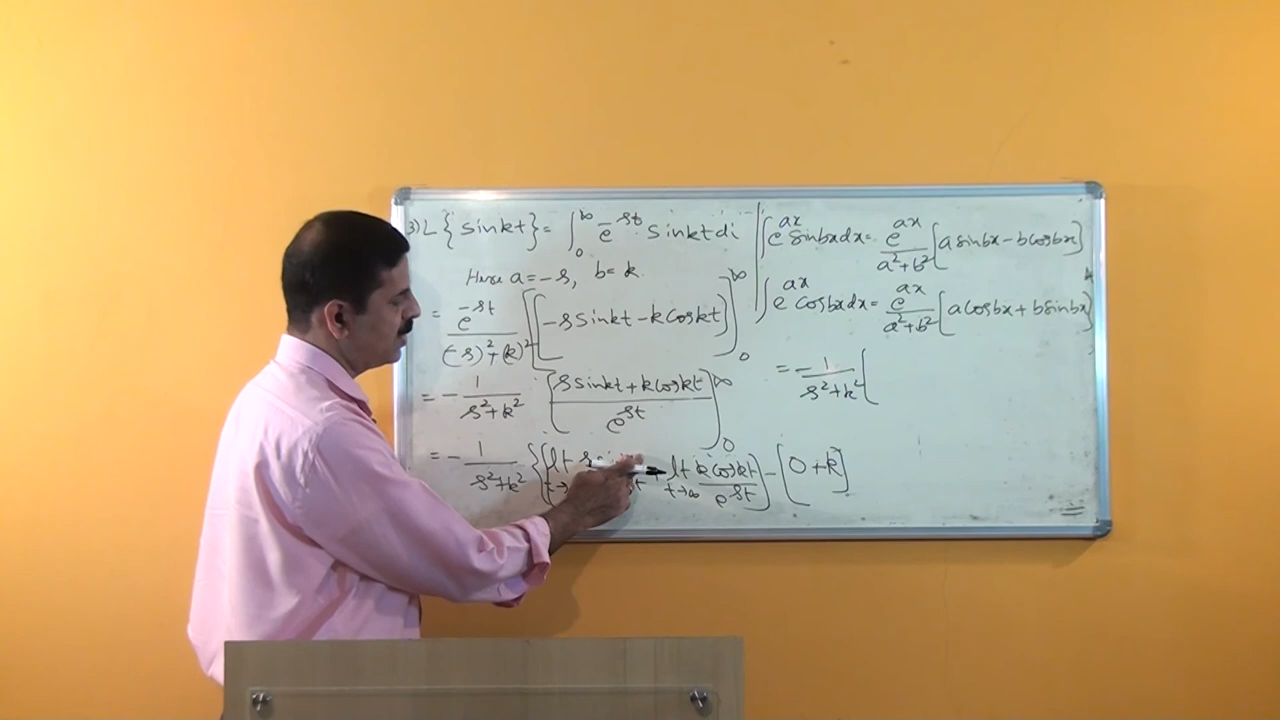 3) L{sinkt} = ∫₀^∞ e^-st sinkt dt
Here a = -s, b = k
= e^-st/((-s)²+(k)²) [[-s sinkt - k coskt]]₀^∞
= - 1/(s²+k²) [(s sinkt + k coskt)/e^st]₀^∞
= - 1/(s²+k²) {[lt t→ s + lt t→∞ k coskt/e^st] - [0+k]
∫e^ax sinbx dx = e^ax/(a²+b²) [a sinbx - b cosbx]
∫e^ax cosbx dx = e^ax/(a²+b²) [a cosbx + b sinbx]
= - 1/(s²+k²) {